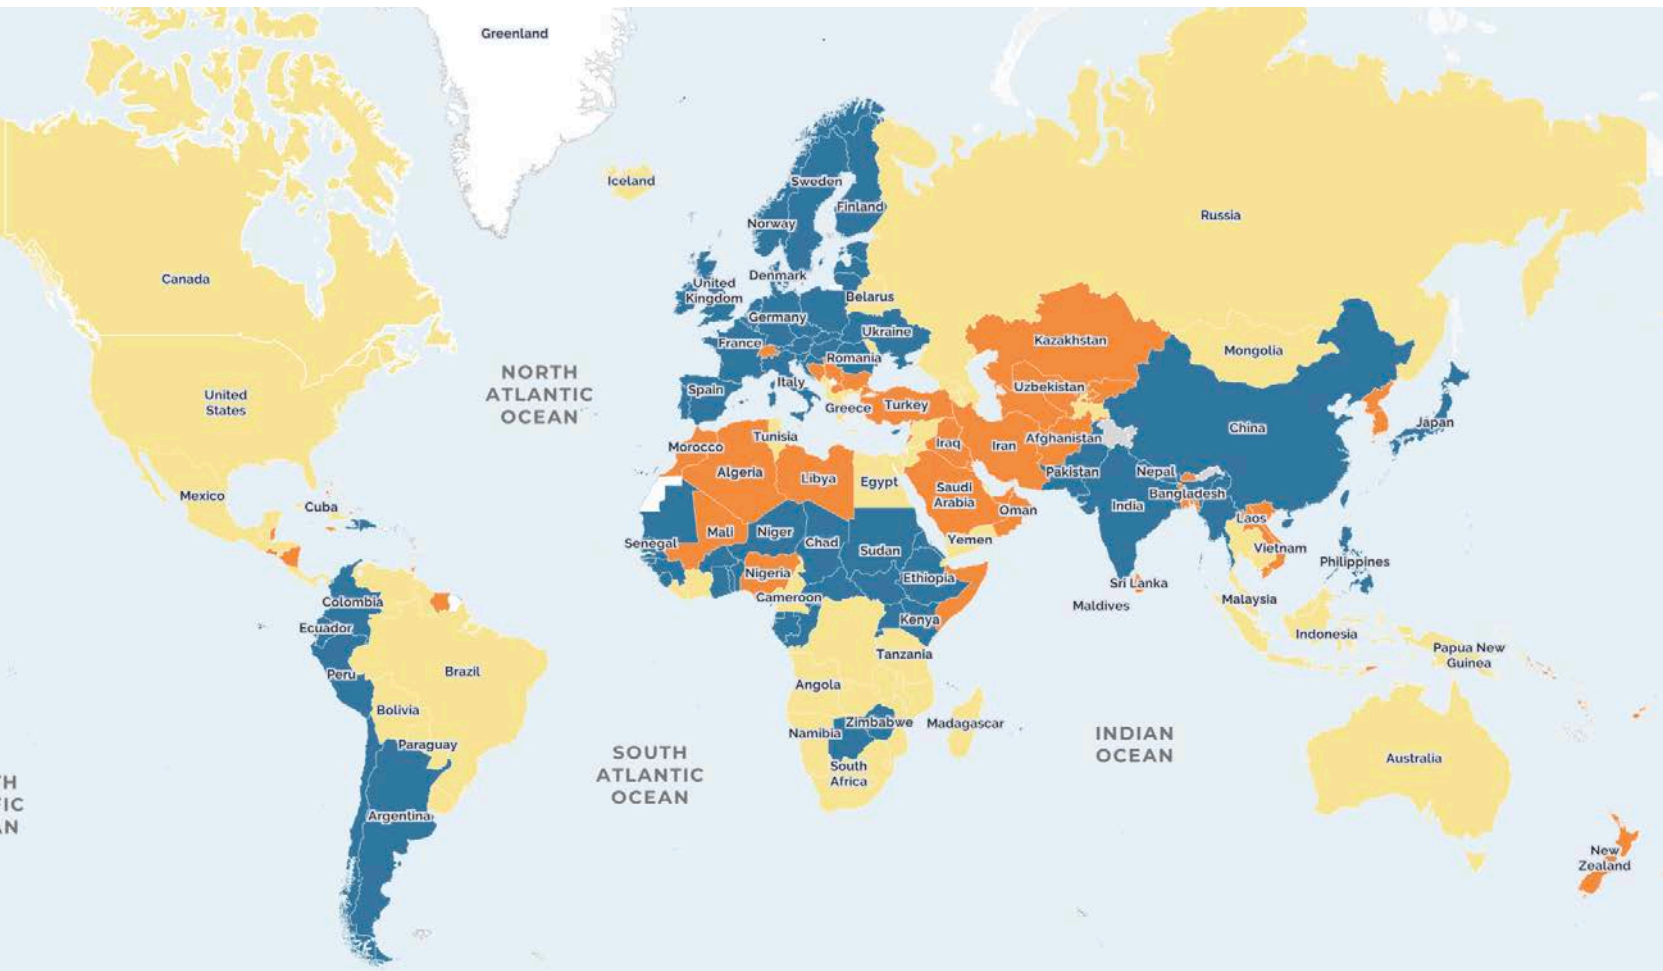 Greenland
Iceland
Sweden
Finland
Norway
Russia
Canada
Denmark
United
Kingdom
Belarus
Germany
Ukraine
France
Kazakhstan
Romania
Mongolia
NORTH
ATLANTIC
OCEAN
Italy
Uzbekistan
Spain
United
States
Greece
Turkey
Japan
China
Tunisia
Morocco
Iraq
Iran
Afghanistan
Algeria
Libya
Egypt
Pakistan
Nepal
Saudi
Arabia
Bangladesh
Mexico
Cuba
Oman
India
Laos
Mali
Niger
Chad
Senegal
Sudan
Yemen
Vietnam
Philippines
Nigeria
Ethiopia
Sri Lanka
Cameroon
Colombia
Maldives
Malaysia
Ecuador
Kenya
Indonesia
Tanzania
Papua New
Guinea
Peru
Brazil
Angola
Bolivia
Zimbabwe
Madagascar
Namibia
INDIAN
OCEAN
Paraguay
SOUTH
ATLANTIC
OCEAN
South
Africa
Australia
Argentina
New
Zealand